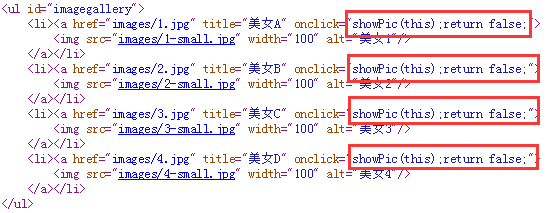 <ul id="imagegallery">
<li><a href="images/1.jpg" title="美女A" onclick="showPic(this);return false;">
<img src="images/1-small.jpg" width="100" alt="美女1"/>
</a></li>
<li><a href="images/2.jpg" title="美女B" onclick="showPic(this);return false;">
<img src="images/2-small.jpg" width="100" alt="美女2"/>
</a></li>
<li><a href="images/3.jpg" title="美女C" onclick="showPic(this);return false;">
<img src="images/3-small.jpg" width="100" alt="美女3"/>
</a></li>
<li><a href="images/4.jpg" title="美女D" onclick="showPic(this);return false;">
<img src="images/4-small.jpg" width="100" alt="美女4"/>
</a></li>
</ul>